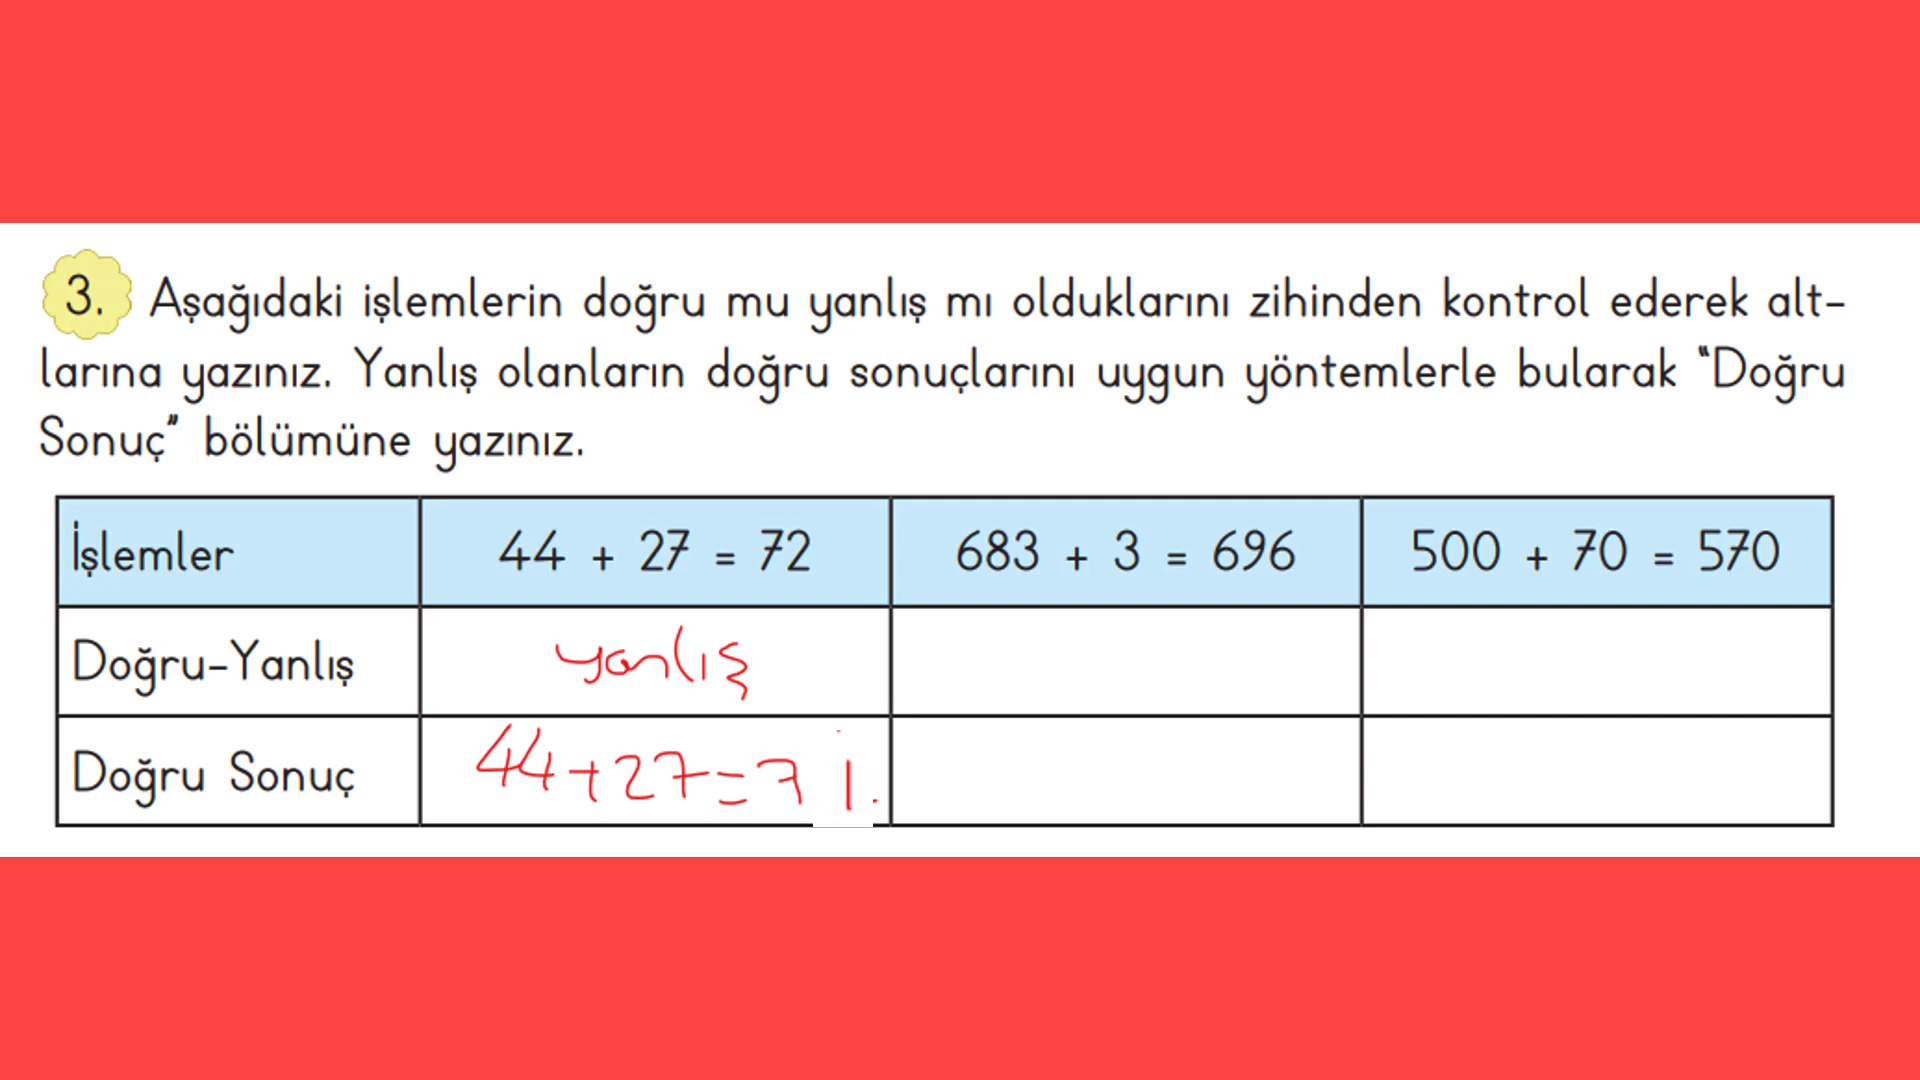 3. Aşağıdaki işlemlerin doğru mu yanlış mı olduklarını zihinden kontrol ederek alt-
larına yazınız. Yanlış olanların doğru sonuçlarını uygun yöntemlerle bularak “Doğru
Sonuç” bölümüne yazınız.
İşlemler 44 + 27 = 72 683 + 3 = 696 500 + 70 = 570
Doğru-Yanlış yanlış
Doğru Sonuç 44+27=71